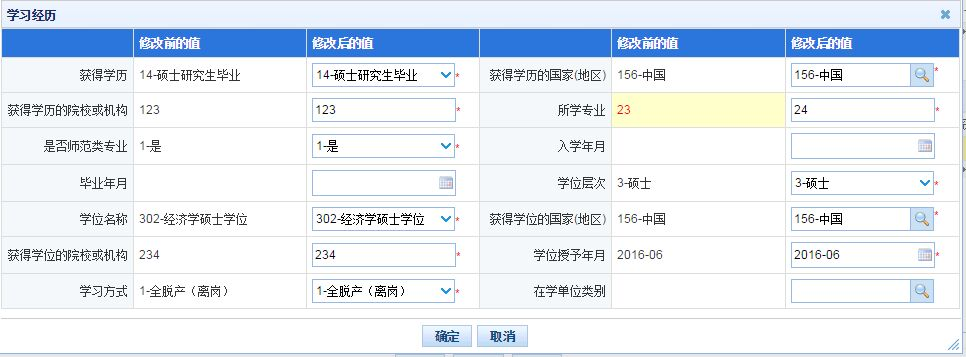 学习经历
修改前的值 修改后的值 修改前的值 修改后的值
获得学历 14-硕士研究生毕业 14-硕士研究生毕业 * 获得学历的国家(地区) 156-中国 156-中国 *
获得学历的院校或机构 123 123 * 所学专业 23 24 *
是否师范类专业 1-是 1-是 * 入学年月
毕业年月 学位层次 3-硕士 3-硕士 *
学位名称 302-经济学硕士学位 302-经济学硕士学位 * 获得学位的国家(地区) 156-中国 156-中国 *
获得学位的院校或机构 234 234 * 学位授予年月 2016-06 2016-06 *
学习方式 1-全脱产（离岗） 1-全脱产（离岗） * 在学单位类别
确定 取消